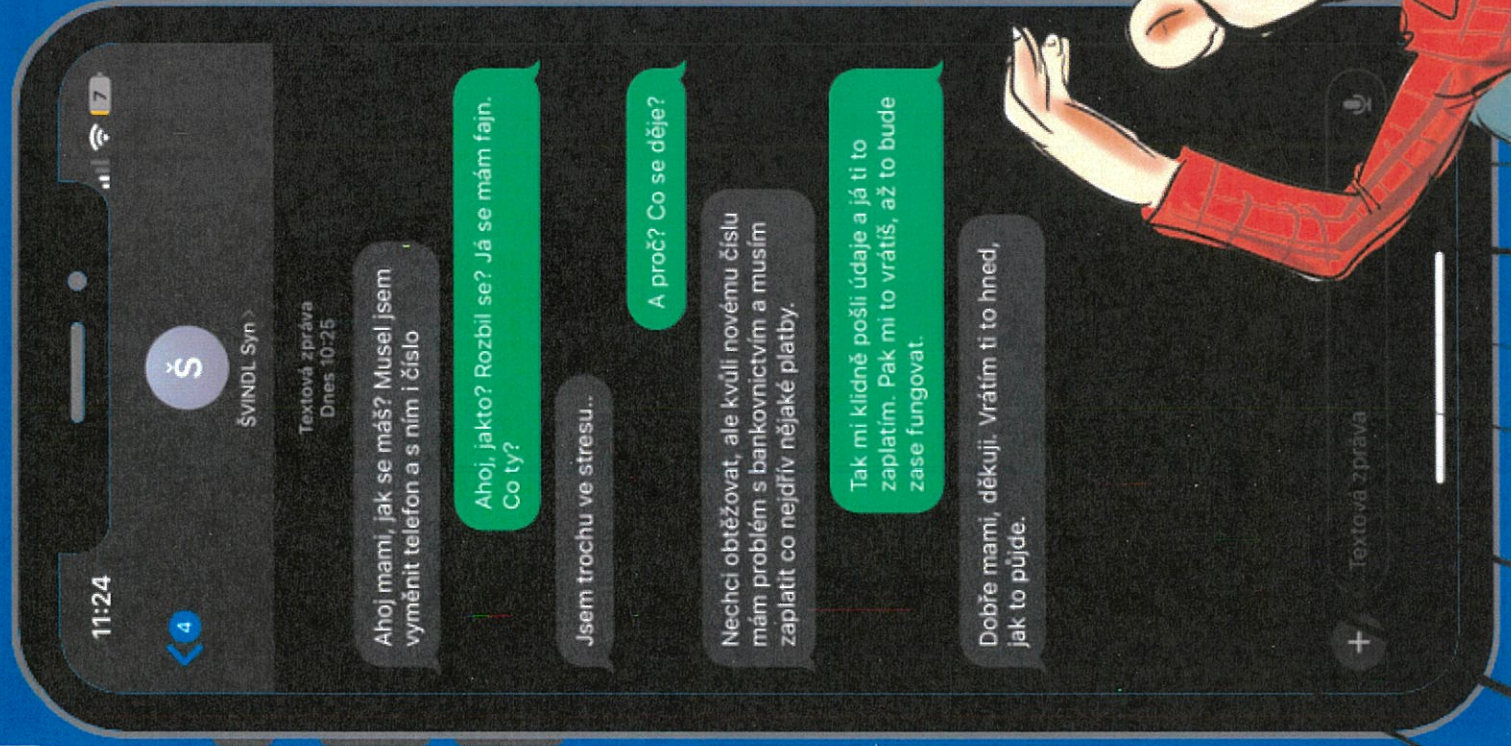 11:24
7
4
Š
ŠVINDL Syn >
Textová zpráva
Dnes 10:25
Ahoj mami, jak se máš? Musel jsem
vyměnit telefon a s ním i číslo
Ahoj, jakto? Rozbil se? Já se mám fajn.
Co ty?
Jsem trochu ve stresu..
A proč? Co se děje?
Nechci obtěžovat, ale kvůli novému číslu
mám problém s bankovnictvím a musím
zaplatit co nejdřív nějaké platby.
Tak mi klidně pošli údaje a já ti to
zaplatím. Pak mi to vrátíš, až to bude
zase fungovat.
Dobře mami, děkuji. Vrátím ti to hned,
jak to půjde.
Textová zpráva